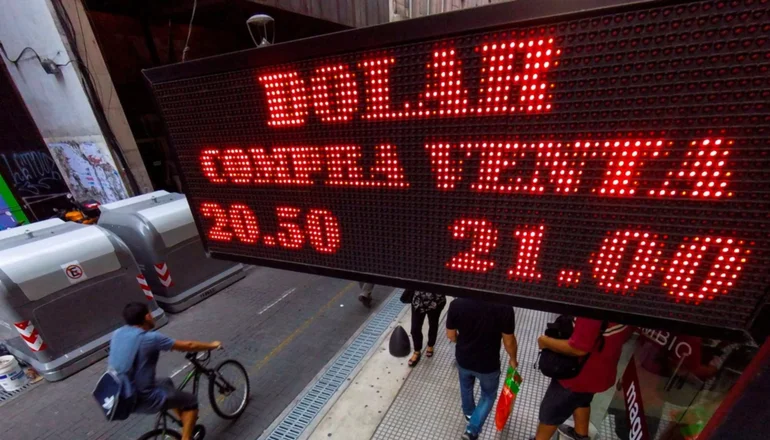 DOLAR
COMPRA VENTA
20.50 21.00
E